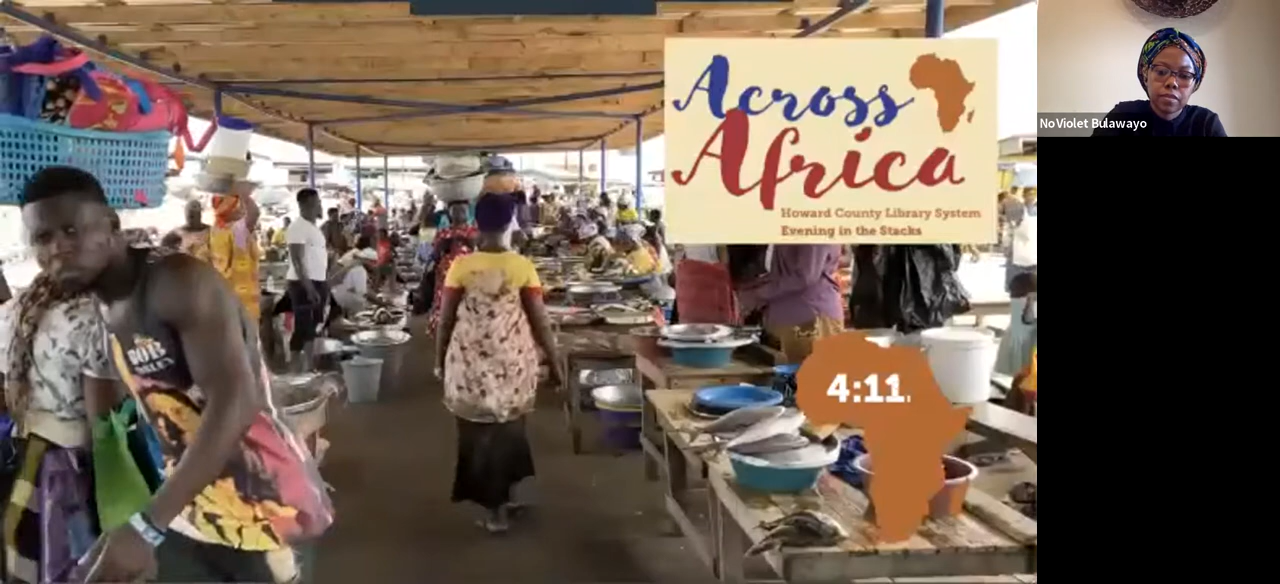 Across
Africa
Howard County Library System
Evening in the Stacks
4:11
NoViolet Bulawayo